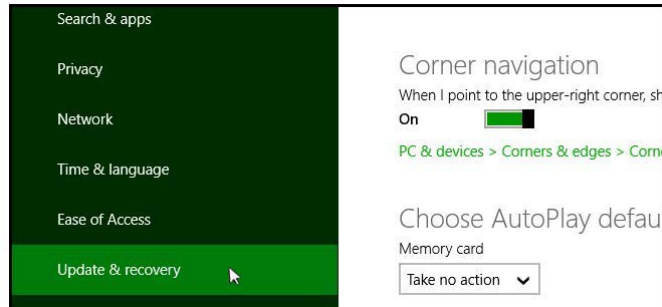 Search & apps
Privacy
Network
Time & language
Ease of Access
Update & recovery
Corner navigation
When I point to the upper-right corner, sh
On
PC & devices > Corners & edges > Corn
Choose AutoPlay defau
Memory card
Take no action